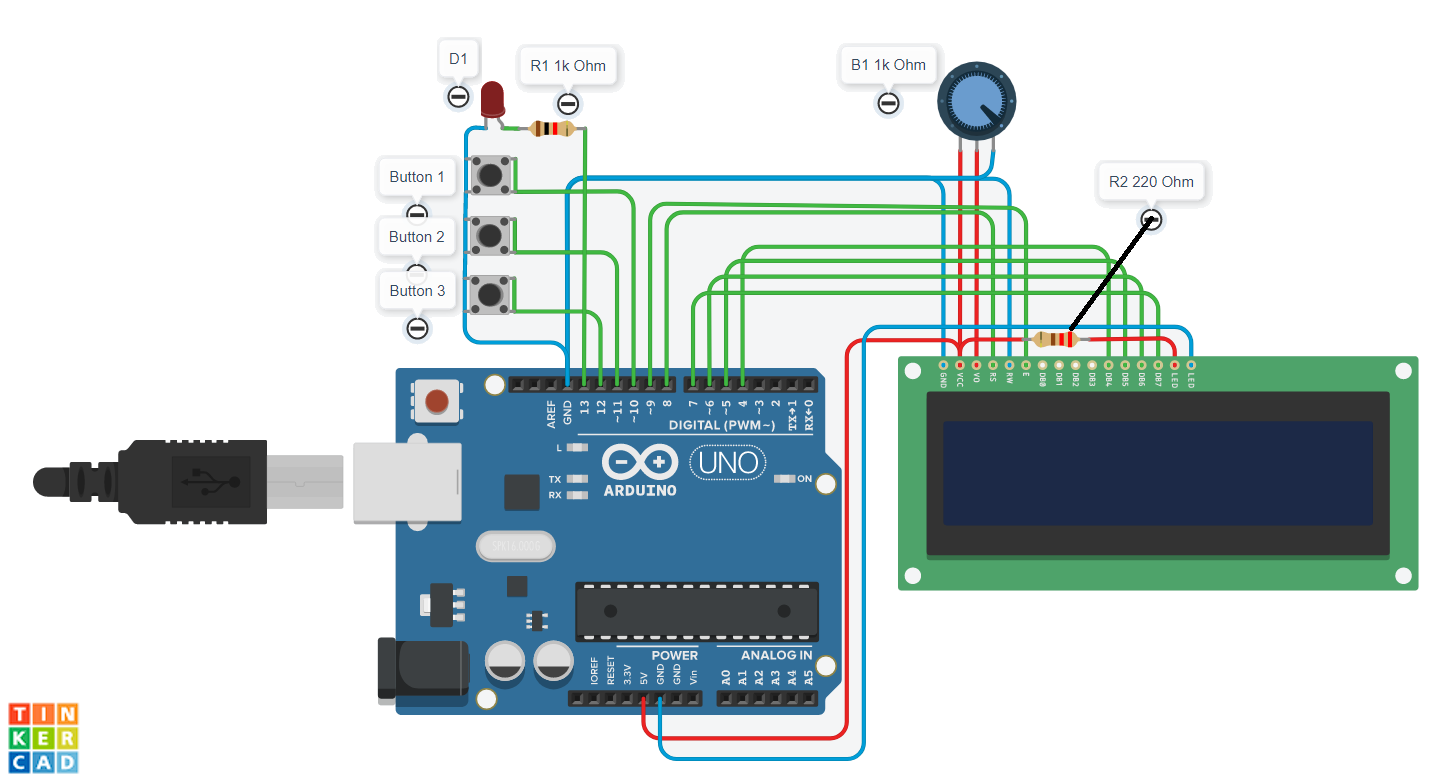 D1
R1 1k Ohm
B1 1k Ohm
Button 1
R2 220 Ohm
Button 2
Button 3
GND
VCC
VO
RS
RW
E
DB0
DB1
DB2
DB3
DB4
DB5
DB6
DB7
LED
LED
AREF
GND
13
12
~11
~10
~9
8
7
~6
~5
4
~3
2
TX→1
RX←0
DIGITAL (PWM~)
L
TX
RX
ARDUINO
UNO
ON
POWER
ANALOG IN
IOREF
RESET
3.3V
5V
GND
GND
Vin
A0
A1
A2
A3
A4
A5
TIN
KER
CAD